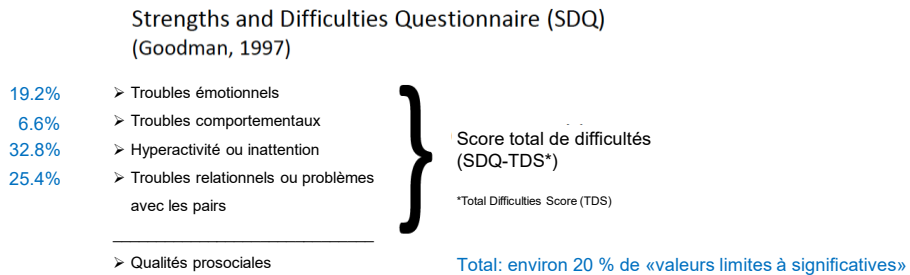 Strengths and Difficulties Questionnaire (SDQ)
(Goodman, 1997)
19.2% ➢ Troubles émotionnels
6.6% ➢ Troubles comportementaux
32.8% ➢ Hyperactivité ou inattention
25.4% ➢ Troubles relationnels ou problèmes
avec les pairs
Score total de difficultés
(SDQ-TDS*)
*Total Difficulties Score (TDS)
➢ Qualités prosociales
Total: environ 20 % de «valeurs limites à significatives»